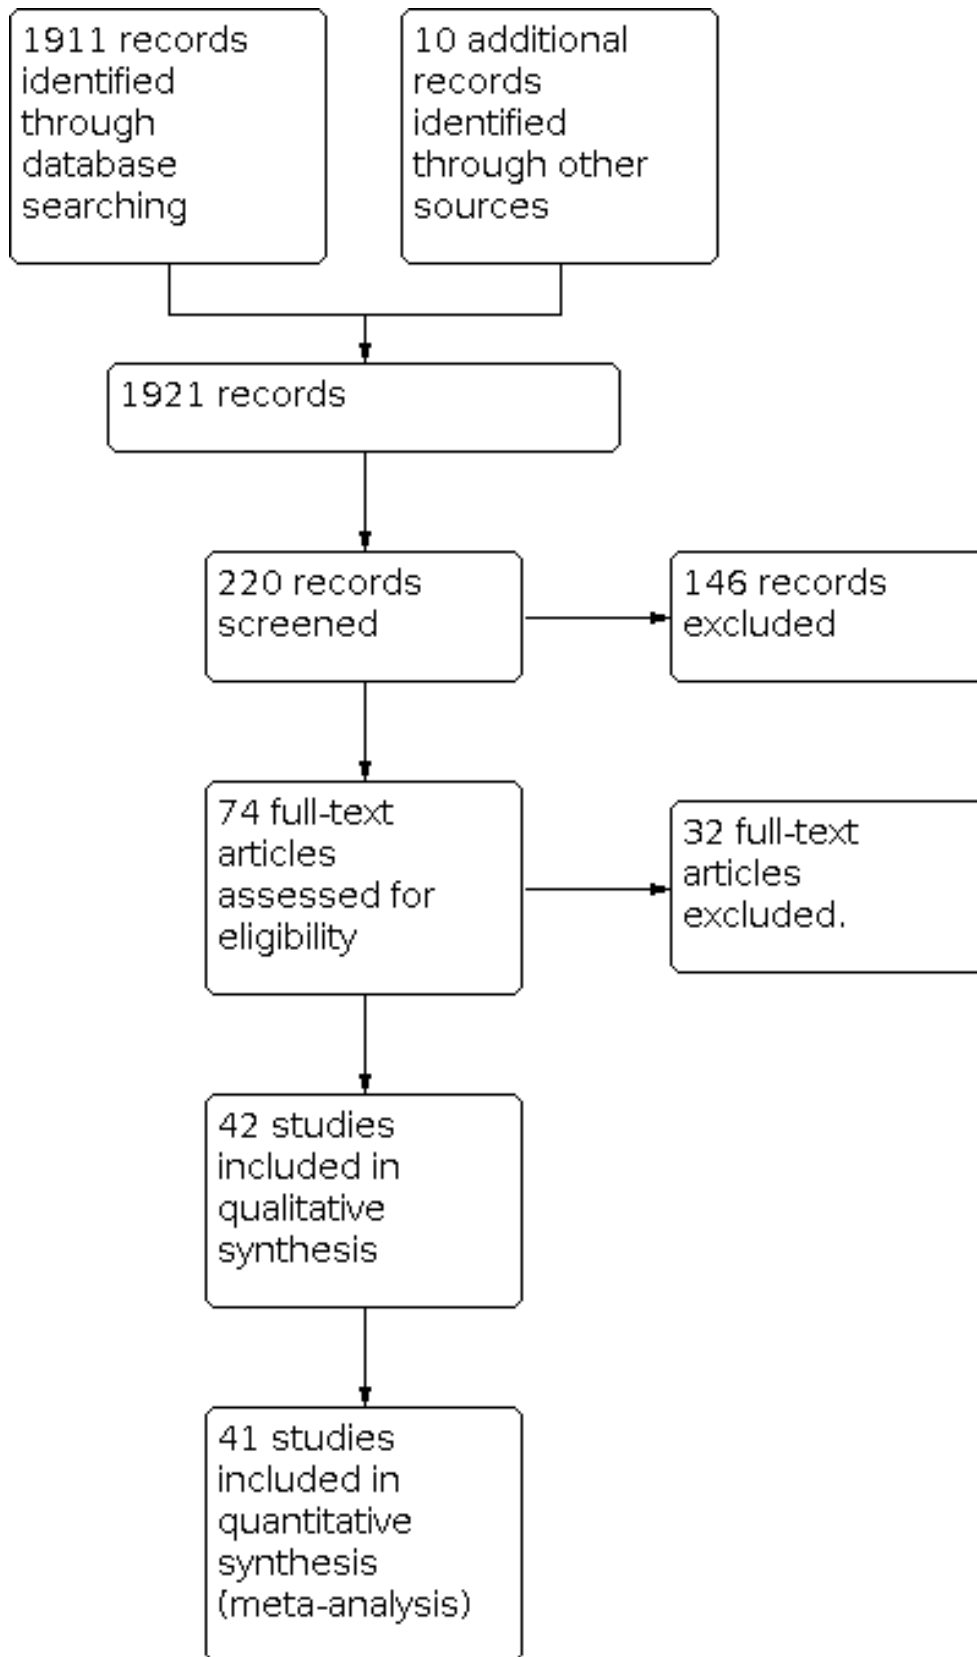 1911 records
identified
through
database
searching
10 additional
records
identified
through other
sources
1921 records
220 records
screened
146 records
excluded
74 full-text
articles
assessed for
eligibility
32 full-text
articles
excluded.
42 studies
included in
qualitative
synthesis
41 studies
included in
quantitative
synthesis
(meta-analysis)